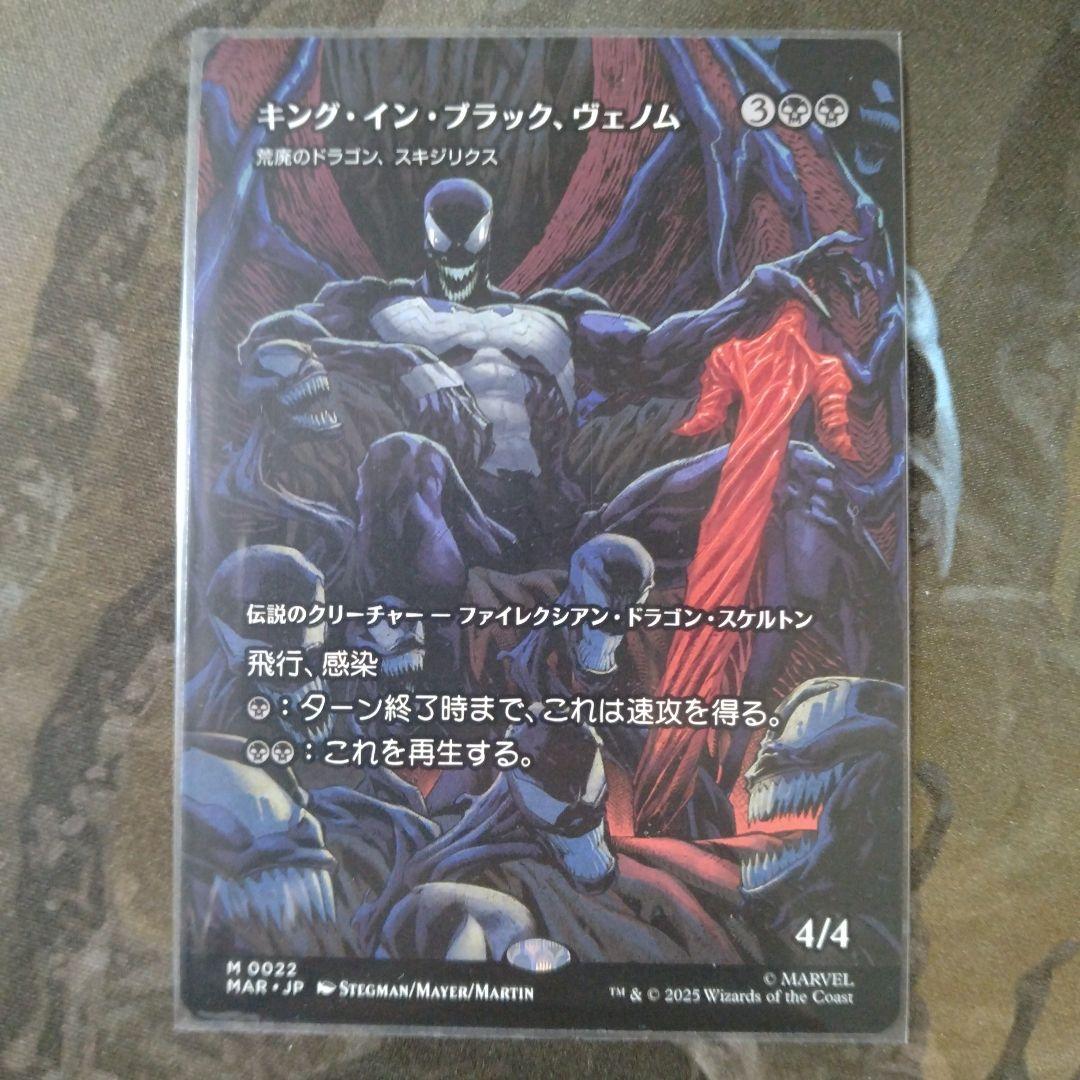 キング・イン・ブラック、ヴェノム 3
荒廃のドラゴン、スキジリクス
伝説のクリーチャー — ファイレクシアン・ドラゴン・スケルトン
飛行、感染
：ターン終了時まで、これは速攻を得る。
：これを再生する。
4/4
M 0022
MAR • JP STEGMAN/MAYER/MARTIN
© MARVEL
™ & © 2025 Wizards of the Coast